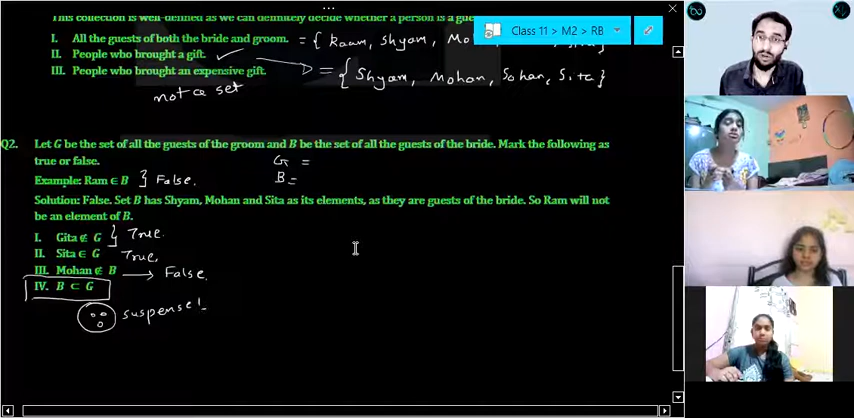 This collection is well-defined as we can definitely decide whether a person is a gue
I. All the guests of both the bride and groom. = { Raam, Shyam, Mo
Class 11 > M2 > RB
II. People who brought a gift.
III. People who brought an expensive gift. = { Shyam, Mohan, Sohan, Sita }
not a set
Q2. Let G be the set of all the guests of the groom and B be the set of all the guests of the bride. Mark the following as
true or false. G =
Example: Ram ∈ B } False. B =
Solution: False. Set B has Shyam, Mohan and Sita as its elements, as they are guests of the bride. So Ram will not
be an element of B.
I. Gita ∉ G } True.
II. Sita ∈ G True.
III. Mohan ∉ B → False.
IV. B ⊂ G
suspense!